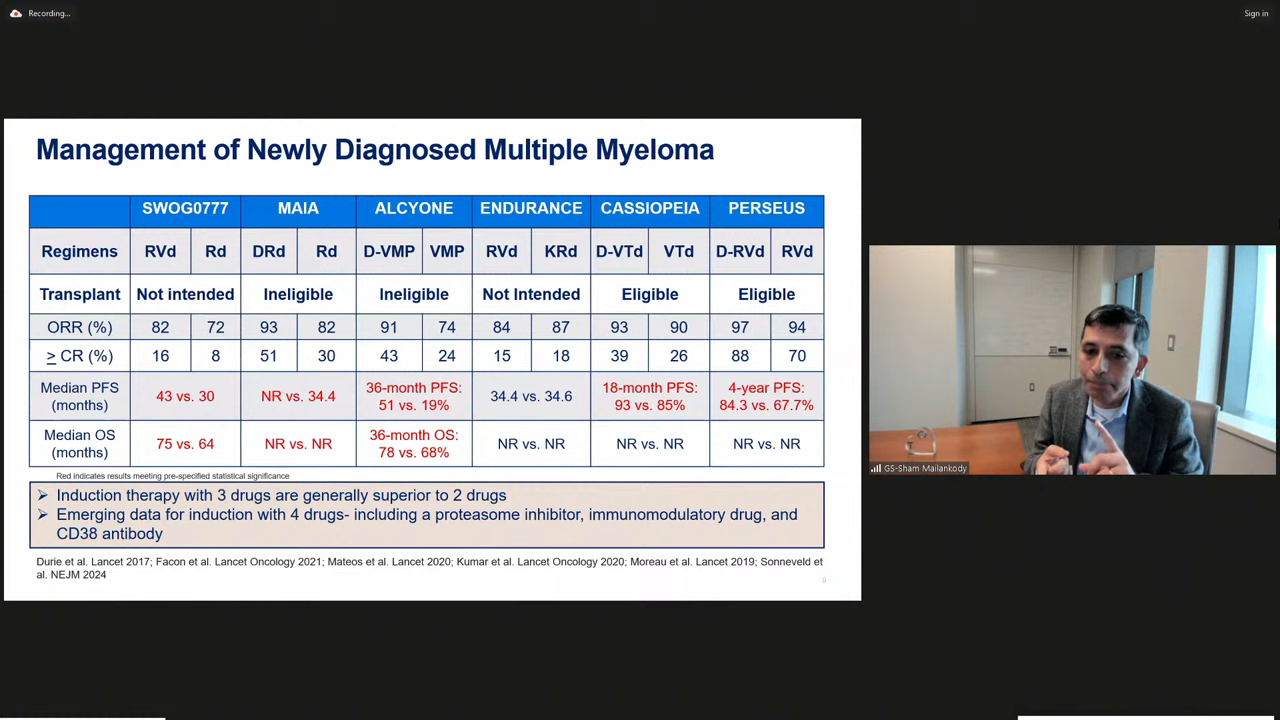 Recording...
Sign in
Management of Newly Diagnosed Multiple Myeloma
SWOG0777 MAIA ALCYONE ENDURANCE CASSIOPEIA PERSEUS
Regimens RVd Rd DRd Rd D-VMP VMP RVd KRd D-VTd VTd D-RVd RVd
Transplant Not intended Ineligible Ineligible Not Intended Eligible Eligible
ORR (%) 82 72 93 82 91 74 84 87 93 90 97 94
≥ CR (%) 16 8 51 30 43 24 15 18 39 26 88 70
Median PFS (months) 43 vs. 30 NR vs. 34.4 36-month PFS: 51 vs. 19% 34.4 vs. 34.6 18-month PFS: 93 vs. 85% 4-year PFS: 84.3 vs. 67.7%
Median OS (months) 75 vs. 64 NR vs. NR 36-month OS: 78 vs. 68% NR vs. NR NR vs. NR NR vs. NR
Red indicates results meeting pre-specified statistical significance
➢ Induction therapy with 3 drugs are generally superior to 2 drugs
➢ Emerging data for induction with 4 drugs- including a proteasome inhibitor, immunomodulatory drug, and
CD38 antibody
Durie et al. Lancet 2017; Facon et al. Lancet Oncology 2021; Mateos et al. Lancet 2020; Kumar et al. Lancet Oncology 2020; Moreau et al. Lancet 2019; Sonneveld et
al. NEJM 2024
GS-Sham Mailankody